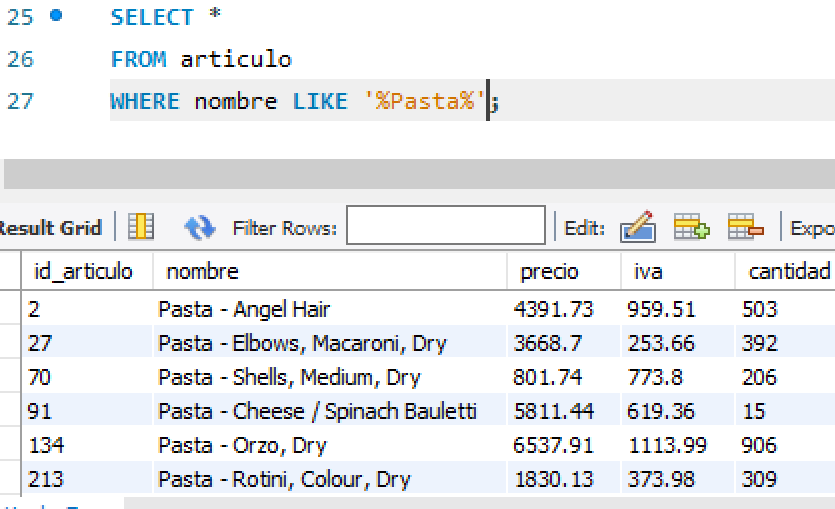 25 SELECT *
26 FROM articulo
27 WHERE nombre LIKE '%Pasta%';
Result Grid Filter Rows: Edit: Expo
id_articulo nombre precio iva cantidad
2 Pasta - Angel Hair 4391.73 959.51 503
27 Pasta - Elbows, Macaroni, Dry 3668.7 253.66 392
70 Pasta - Shells, Medium, Dry 801.74 773.8 206
91 Pasta - Cheese / Spinach Bauletti 5811.44 619.36 15
134 Pasta - Orzo, Dry 6537.91 1113.99 906
213 Pasta - Rotini, Colour, Dry 1830.13 373.98 309